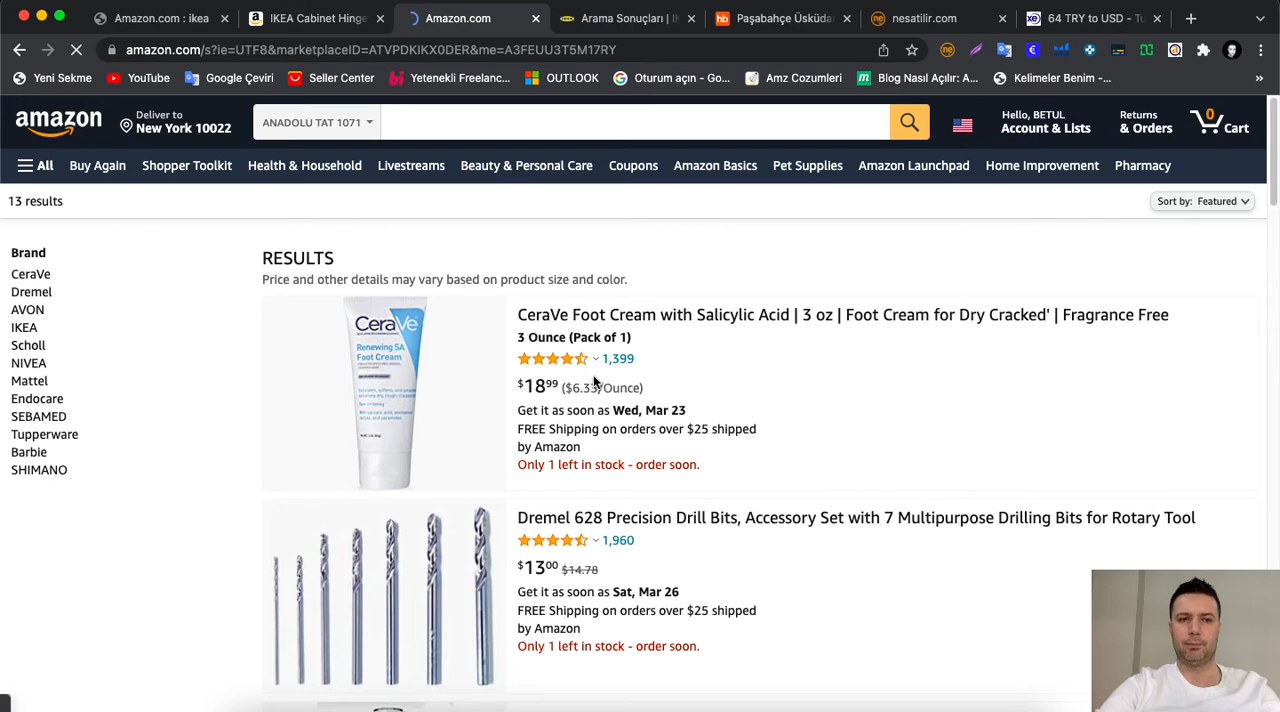 Amazon.com : ikea
IKEA Cabinet Hinge
Amazon.com
Arama Sonuçları | IK
Paşabahçe Üsküda
nesatilir.com
64 TRY to USD - Tu
amazon.com/s?ie=UTF8&marketplaceID=ATVPDKIKX0DER&me=A3FEUU3T5M17RY
Yeni Sekme
YouTube
Google Çeviri
Seller Center
Yetenekli Freelanc...
OUTLOOK
Oturum açın - Go...
Amz Cozumleri
Blog Nasıl Açılır: A...
Kelimeler Benim -...
»
amazon
Deliver to
New York 10022
ANADOLU TAT 1071
Hello, BETUL
Account & Lists
Returns
& Orders
0
Cart
All
Buy Again
Shopper Toolkit
Health & Household
Livestreams
Beauty & Personal Care
Coupons
Amazon Basics
Pet Supplies
Amazon Launchpad
Home Improvement
Pharmacy
13 results
Sort by: Featured
Brand
CeraVe
Dremel
AVON
IKEA
Scholl
NIVEA
Mattel
Endocare
SEBAMED
Tupperware
Barbie
SHIMANO
RESULTS
Price and other details may vary based on product size and color.
CeraVe
Renewing SA
Foot Cream
CeraVe Foot Cream with Salicylic Acid | 3 oz | Foot Cream for Dry Cracked' | Fragrance Free
3 Ounce (Pack of 1)
1,399
$18 99 ($6.33/Ounce)
Get it as soon as Wed, Mar 23
FREE Shipping on orders over $25 shipped
by Amazon
Only 1 left in stock - order soon.
Dremel 628 Precision Drill Bits, Accessory Set with 7 Multipurpose Drilling Bits for Rotary Tool
1,960
$13 00 $14.78
Get it as soon as Sat, Mar 26
FREE Shipping on orders over $25 shipped
by Amazon
Only 1 left in stock - order soon.